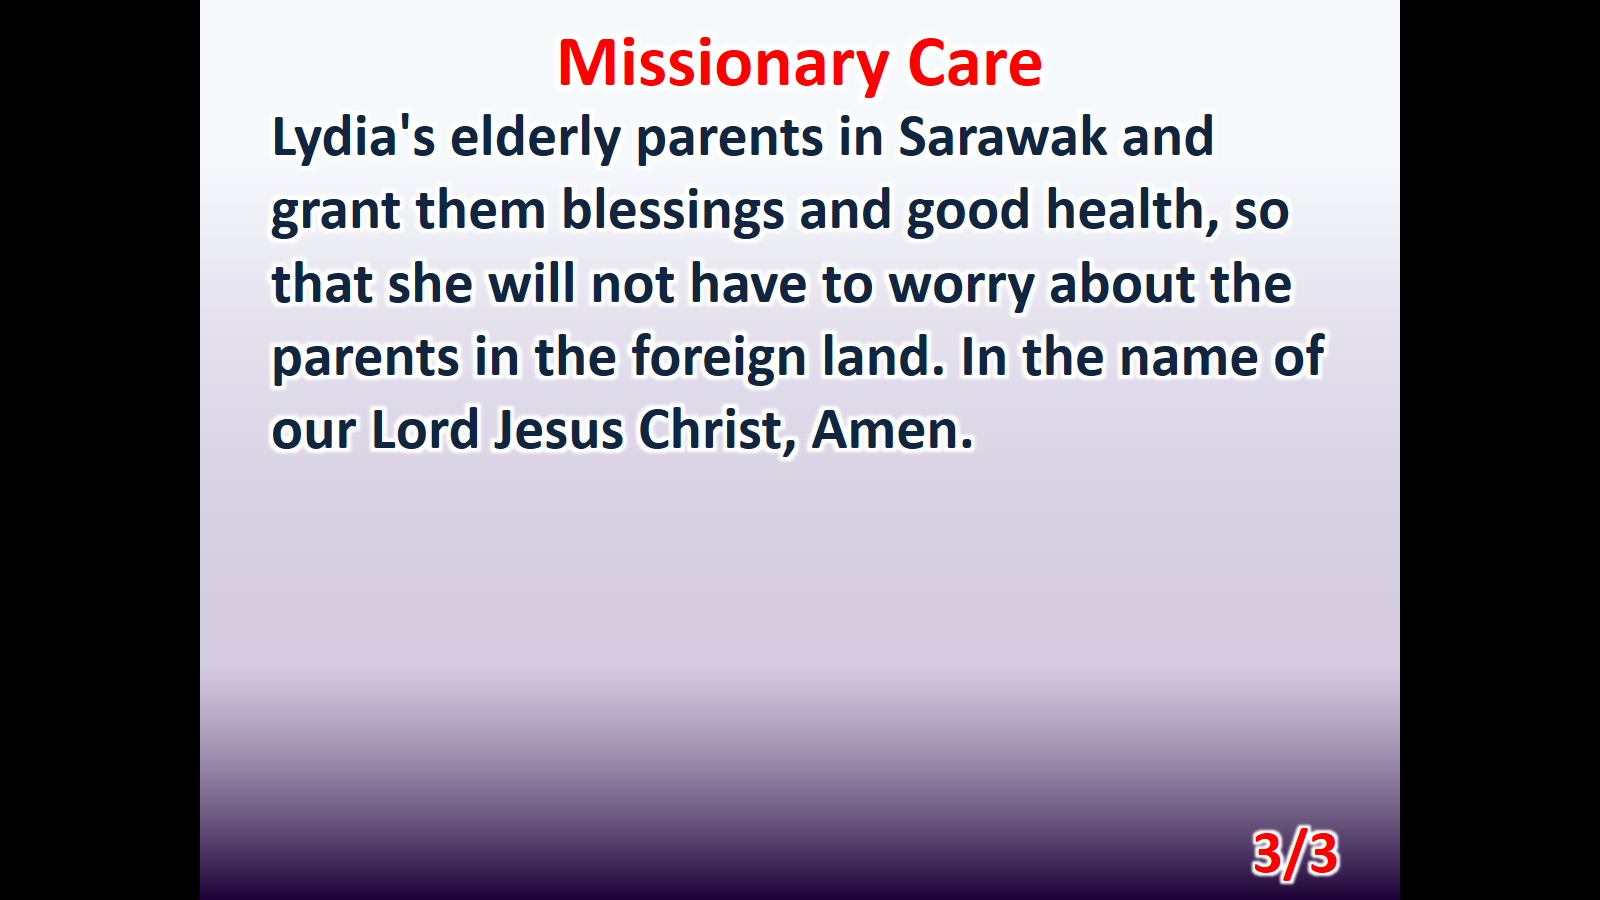 Missionary Care
Lydia's elderly parents in Sarawak and
grant them blessings and good health, so
that she will not have to worry about the
parents in the foreign land. In the name of
our Lord Jesus Christ, Amen.
3/3